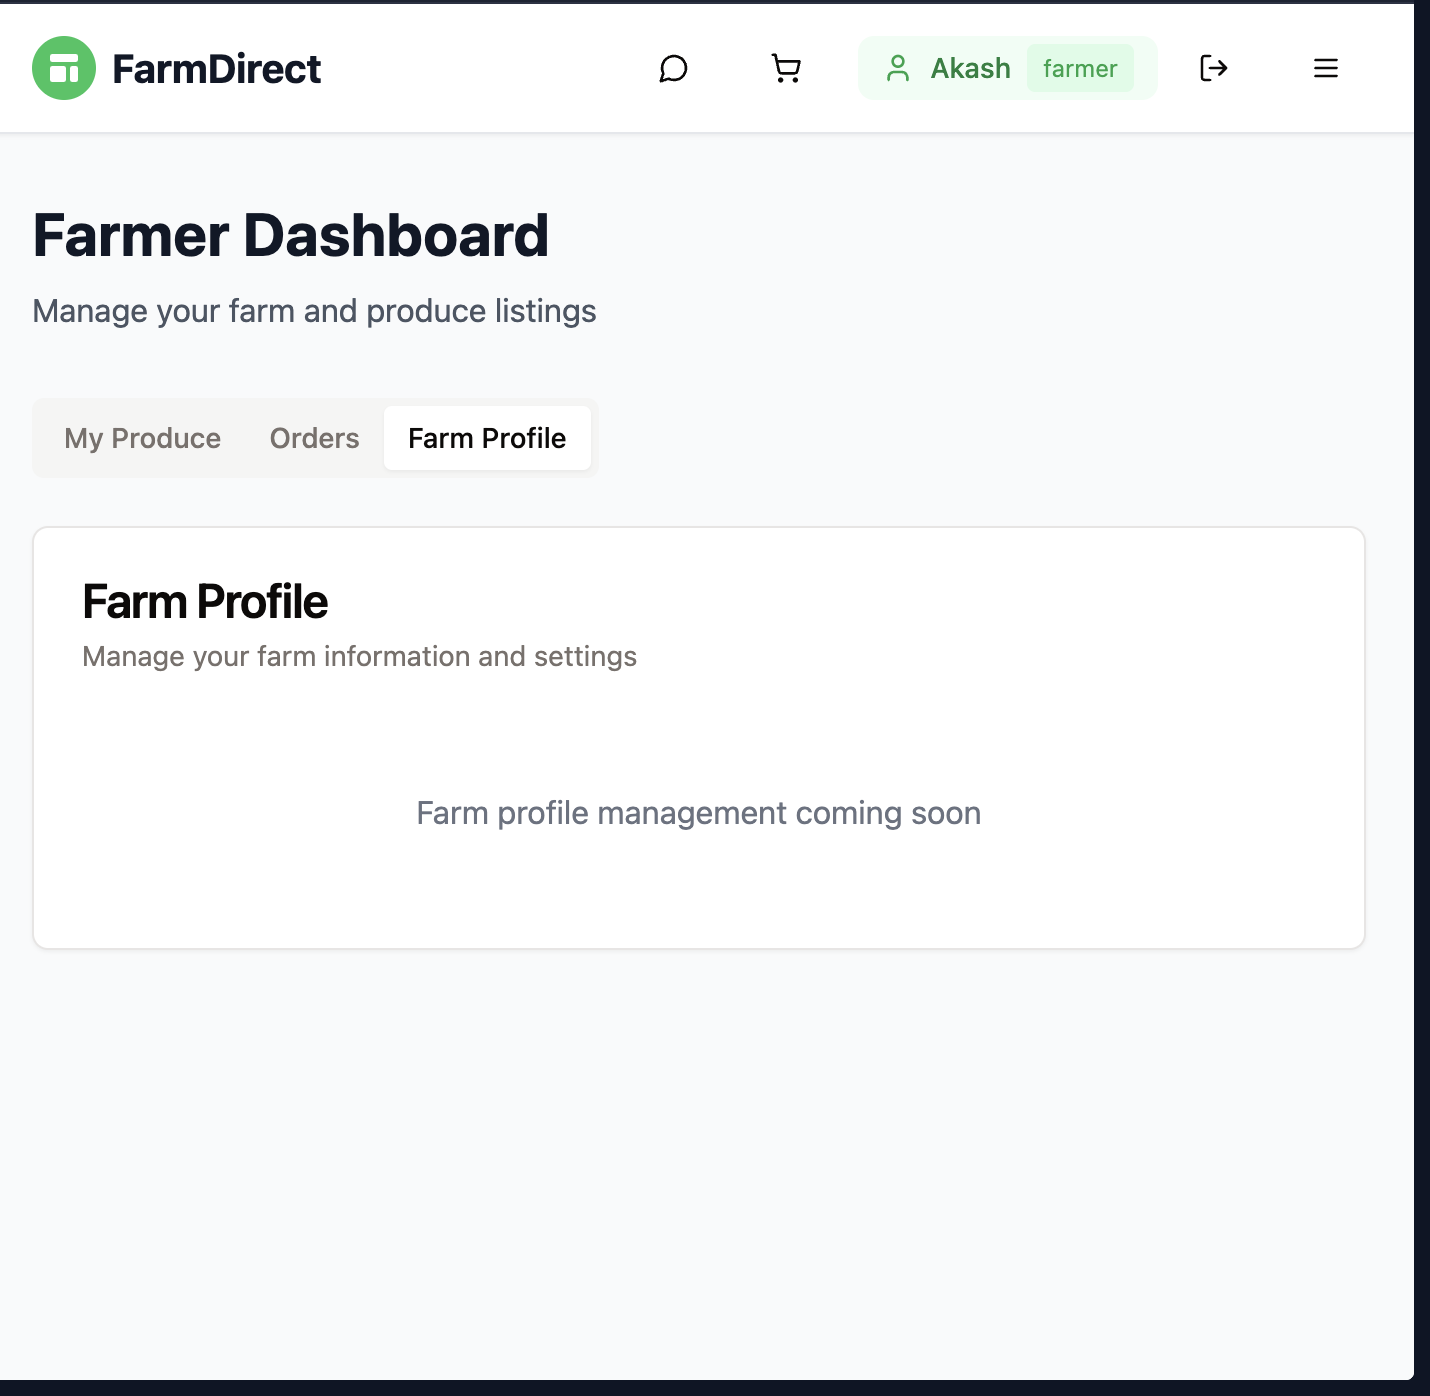 FarmDirect
Akash farmer
Farmer Dashboard
Manage your farm and produce listings
My Produce Orders Farm Profile
Farm Profile
Manage your farm information and settings
Farm profile management coming soon